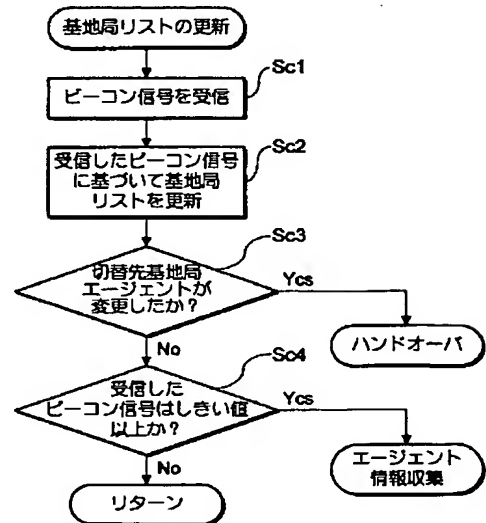 基地局リストの更新
Sc1
ビーコン信号を受信
Sc2
受信したビーコン信号
に基づいて基地局
リストを更新
Sc3
切替先基地局
エージェントが
変更したか?
Ycs
ハンドオーバ
No
Sc4
受信した
ビーコン信号はしきい値
以上か?
Ycs
エージェント
情報収集
No
リターン